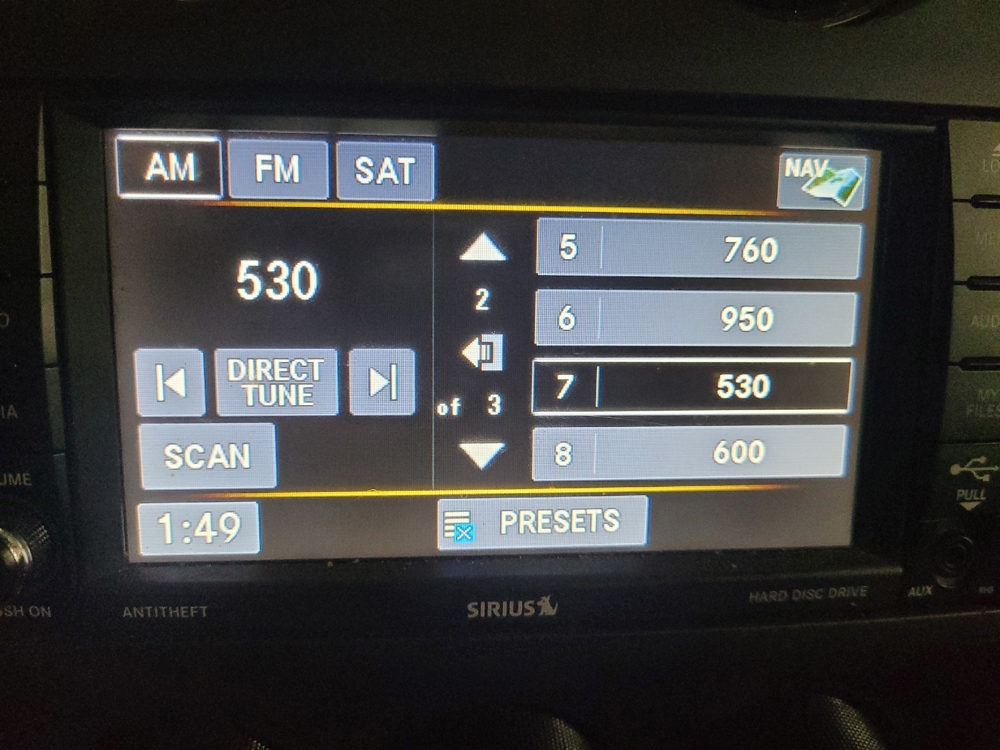 AM FM SAT NAV
530
2
of 3
5 760
6 950
7 530
8 600
DIRECT
TUNE
SCAN
1:49
PRESETS
PULL
ANTITHEFT
SIRIUS
HARD DISC DRIVE
AUX